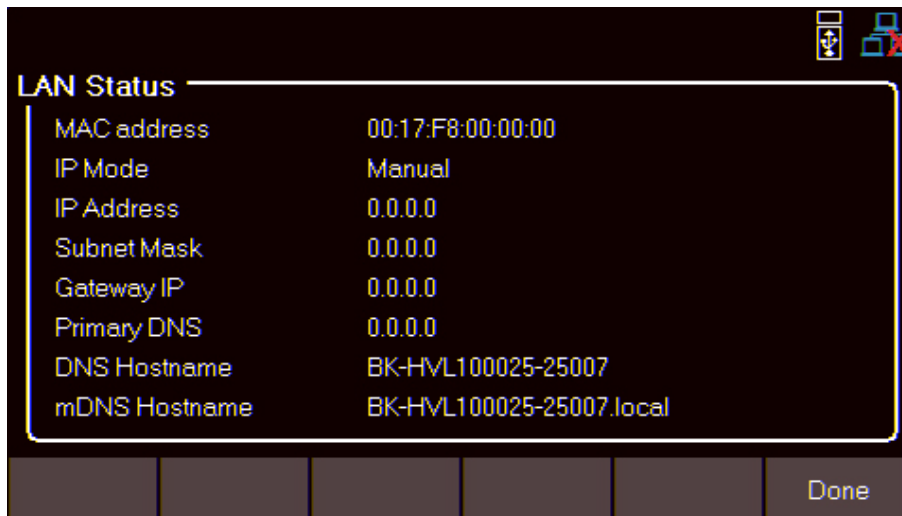 LAN Status
MAC address 00:17:F8:00:00:00
IP Mode Manual
IP Address 0.0.0.0
Subnet Mask 0.0.0.0
Gateway IP 0.0.0.0
Primary DNS 0.0.0.0
DNS Hostname BK-HVL100025-25007
mDNS Hostname BK-HVL100025-25007.local
Done